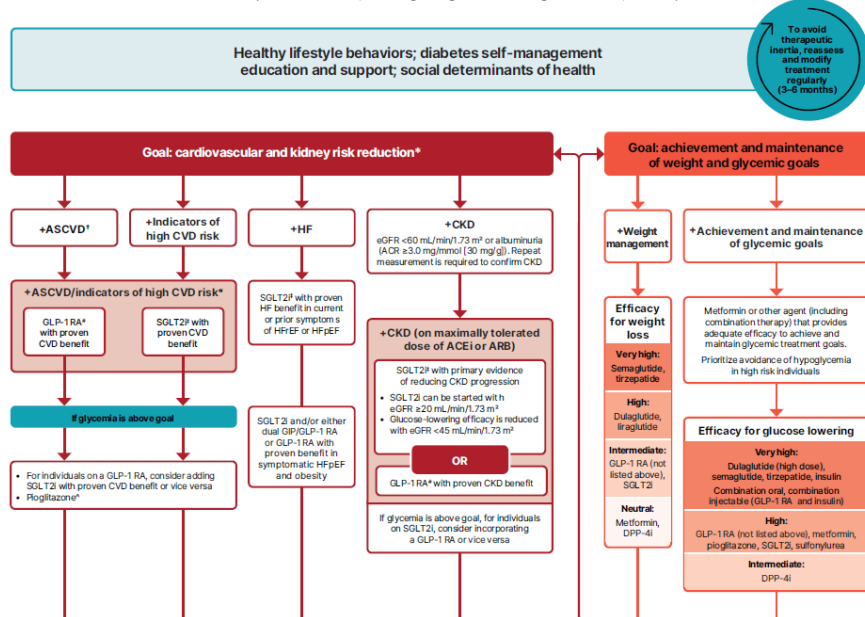 Healthy lifestyle behaviors; diabetes self-management
education and support; social determinants of health
To avoid
therapeutic
inertia, reassess
and modify
treatment
regularly
(3–6 months)
Goal: cardiovascular and kidney risk reduction*
Goal: achievement and maintenance
of weight and glycemic goals
+ASCVD†
+Indicators of
high CVD risk
+HF
+CKD
eGFR <60 mL/min/1.73 m² or albuminuria
(ACR ≥3.0 mg/mmol [30 mg/g]). Repeat
measurement is required to confirm CKD
+Weight
management
+Achievement and maintenance
of glycemic goals
+ASCVD/indicators of high CVD risk*
GLP-1 RA#
with proven
CVD benefit
SGLT2i with
proven CVD
benefit
SGLT2i with proven
HF benefit in current
or prior symptoms
of HFrEF or HFpEF
+CKD (on maximally tolerated
dose of ACEi or ARB)
SGLT2i with primary evidence
of reducing CKD progression
• SGLT2i can be started with
eGFR ≥20 mL/min/1.73 m²
• Glucose-lowering efficacy is reduced
with eGFR <45 mL/min/1.73 m²
OR
GLP-1 RA# with proven CKD benefit
If glycemia is above goal, for individuals
on SGLT2i, consider incorporating
a GLP-1 RA or vice versa
If glycemia is above goal
• For individuals on a GLP-1 RA, consider adding
SGLT2i with proven CVD benefit or vice versa
• Pioglitazone^
SGLT2i and/or either
dual GIP/GLP-1 RA
or GLP-1 RA with
proven benefit in
symptomatic HFpEF
and obesity
Efficacy
for weight
loss
Very high:
Semaglutide,
tirzepatide
High:
Dulaglutide,
liraglutide
Intermediate:
GLP-1 RA (not
listed above),
SGLT2i
Neutral:
Metformin,
DPP-4i
Metformin or other agent (including
combination therapy) that provides
adequate efficacy to achieve and
maintain glycemic treatment goals.
Prioritize avoidance of hypoglycemia
in high risk individuals
Efficacy for glucose lowering
Very high:
Dulaglutide (high dose),
semaglutide, tirzepatide, insulin
Combination oral, combination
injectable (GLP-1 RA and insulin)
High:
GLP-1 RA (not listed above), metformin,
pioglitazone, SGLT2i, sulfonylurea
Intermediate:
DPP-4i